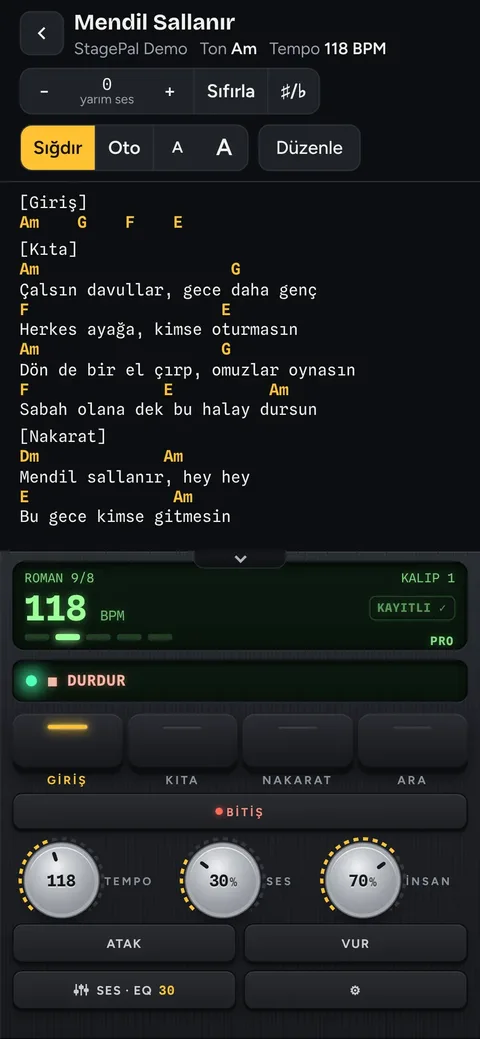 Mendil Sallanır
StagePal Demo Ton Am Tempo 118 BPM
- 0 yarım ses + Sıfırla ♯/♭
Sığdır Oto A A Düzenle
[Giriş]
Am G F E
[Kıta]
Am G
Çalsın davullar, gece daha genç
F E
Herkes ayağa, kimse oturmasın
Am G
Dön de bir el çırp, omuzlar oynasın
F E Am
Sabah olana dek bu halay dursun
[Nakarat]
Dm Am
Mendil sallanır, hey hey
E Am
Bu gece kimse gitmesin
ROMAN 9/8 KALIP 1
118 BPM KAYITLI ✓
PRO
DURDUR
GİRİŞ KITA NAKARAT ARA
BİTİŞ
118 TEMPO 30% SES 70% İNSAN
ATAK VUR
SES · EQ 30